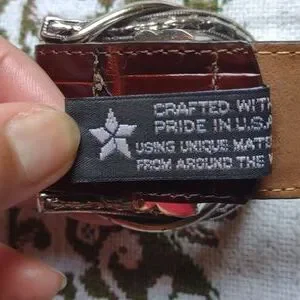 CRAFTED WITH
PRIDE IN U.S.A
USING UNIQUE
FROM AROUND THE